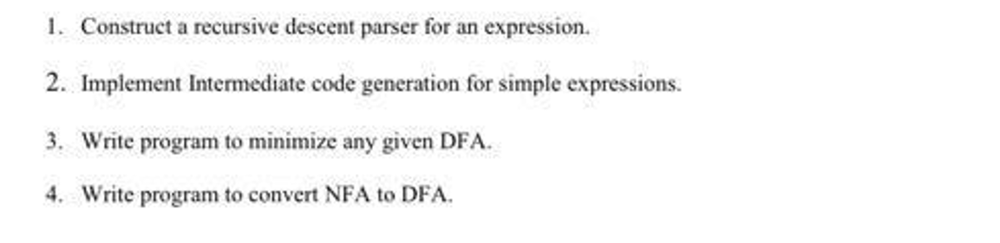 1. Construct a recursive descent parser for an expression.
2. Implement Intermediate code generation for simple expressions.
3. Write program to minimize any given DFA.
4. Write program to convert NFA to DFA.